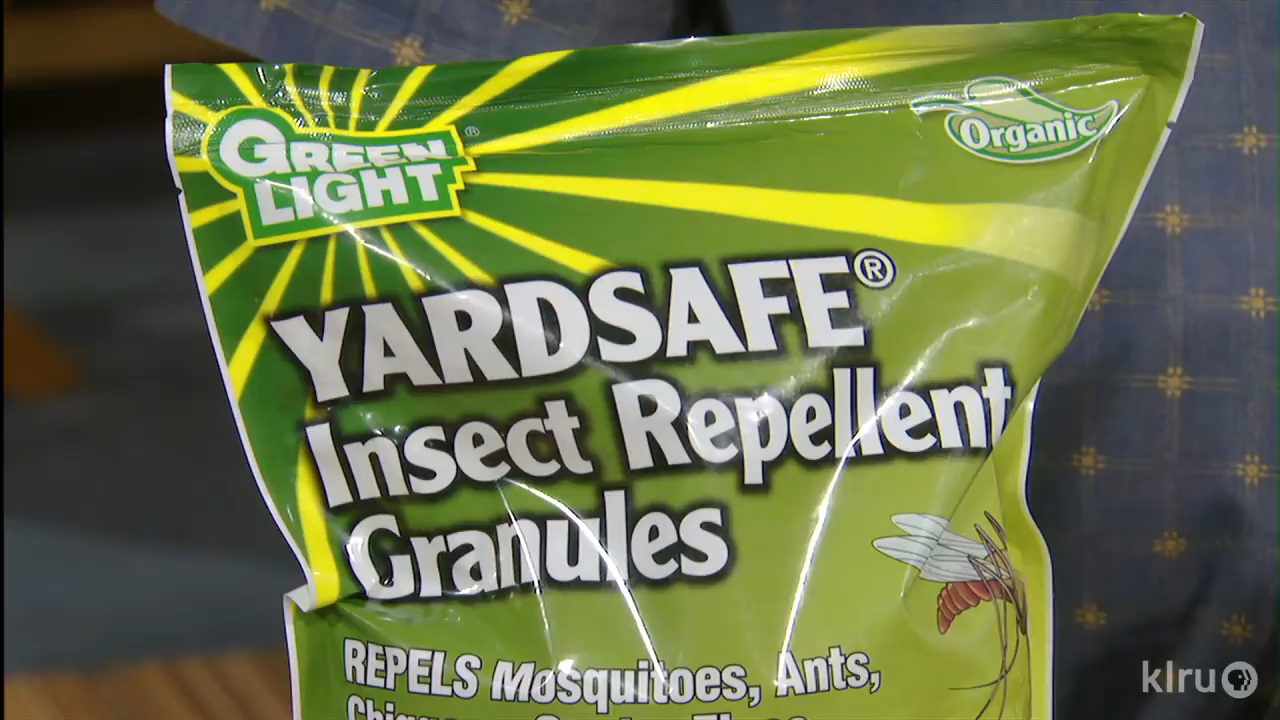 GREEN
LIGHT®
Organic
YARDSAFE®
Insect Repellent
Granules
REPELS Mosquitoes, Ants,
klru